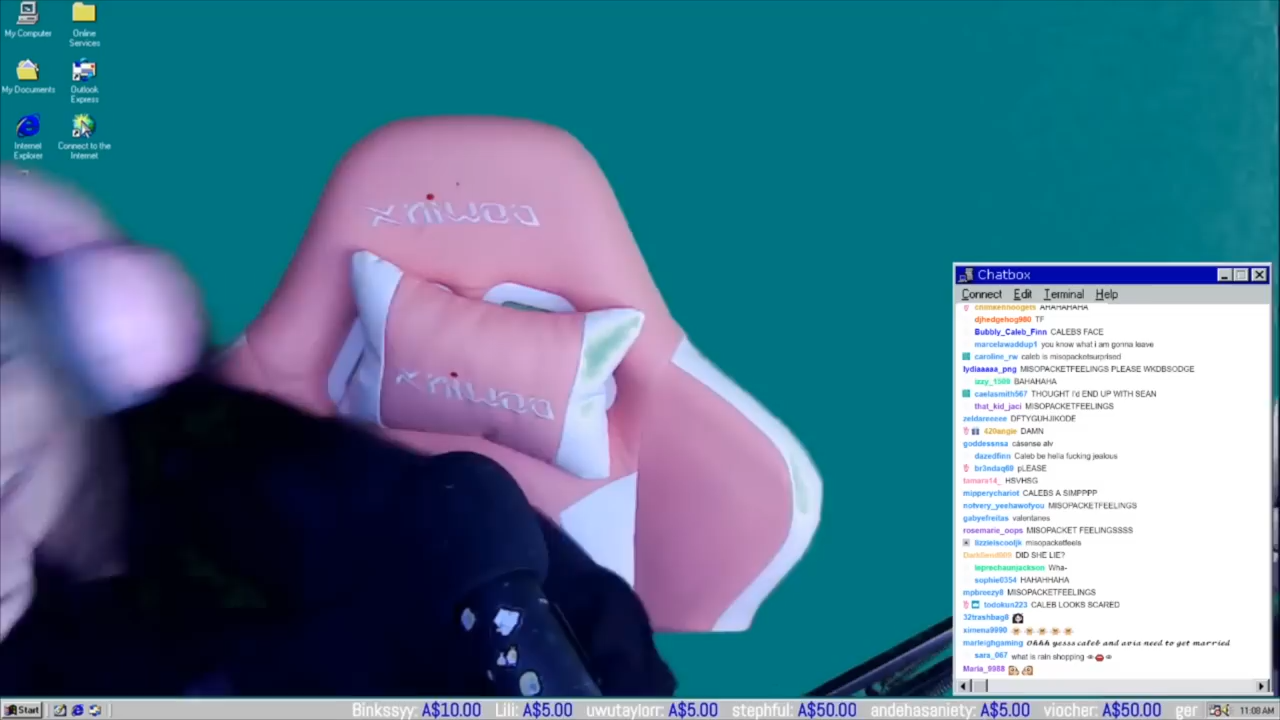 My Computer
Online Services
My Documents
Outlook Express
Internet Explorer
Connect to the Internet
Chatbox
Connect Edit Terminal Help
AHAHAHAHA
djhedgehog980 TF
Bubbly_Caleb_Finn CALEBS FACE
marcelawaddup1 you know what i am gonna leave
caroline_rw caleb is misopacketsurprised
lydiaaaaa_png MISOPACKETFEELINGS PLEASE WKDBSODGE
izzy_1509 BAHAHAHA
caelasmith567 THOUGHT I'd END UP WITH SEAN
that_kid_jaci MISOPACKETFEELINGS
zeldareeeee DFTYGUHJIKODE
420angie DAMN
goddessnsa cásense alv
dazedfinn Caleb be hella fucking jealous
br3ndaq69 pLEASE
tamara14_ HSVHSG
mipperychariot CALEBS A SIMPPPP
notvery_yeehawofyou MISOPACKETFEELINGS
gabyefreitas valentanes
rosemarie_oops MISOPACKET FEELINGSSSS
lizzieiscooljk misopacketfeels
DID SHE LIE?
leprechaunjackson Wha-
sophie0354 HAHAHHAHA
mpbreezy8 MISOPACKETFEELINGS
todokun223 CALEB LOOKS SCARED
32trashbag8
ximena9990
marleighgaming Ohhh yesss caleb and avia need to get married
sara_067 what is rain shopping
Maria_9988
Start
Binkssyy: A$10.00 Lili: A$5.00 uwutaylorr: A$5.00 stephful: A$50.00 andehasaniety: A$5.00 viocher: A$50.00 ger
11:08 AM